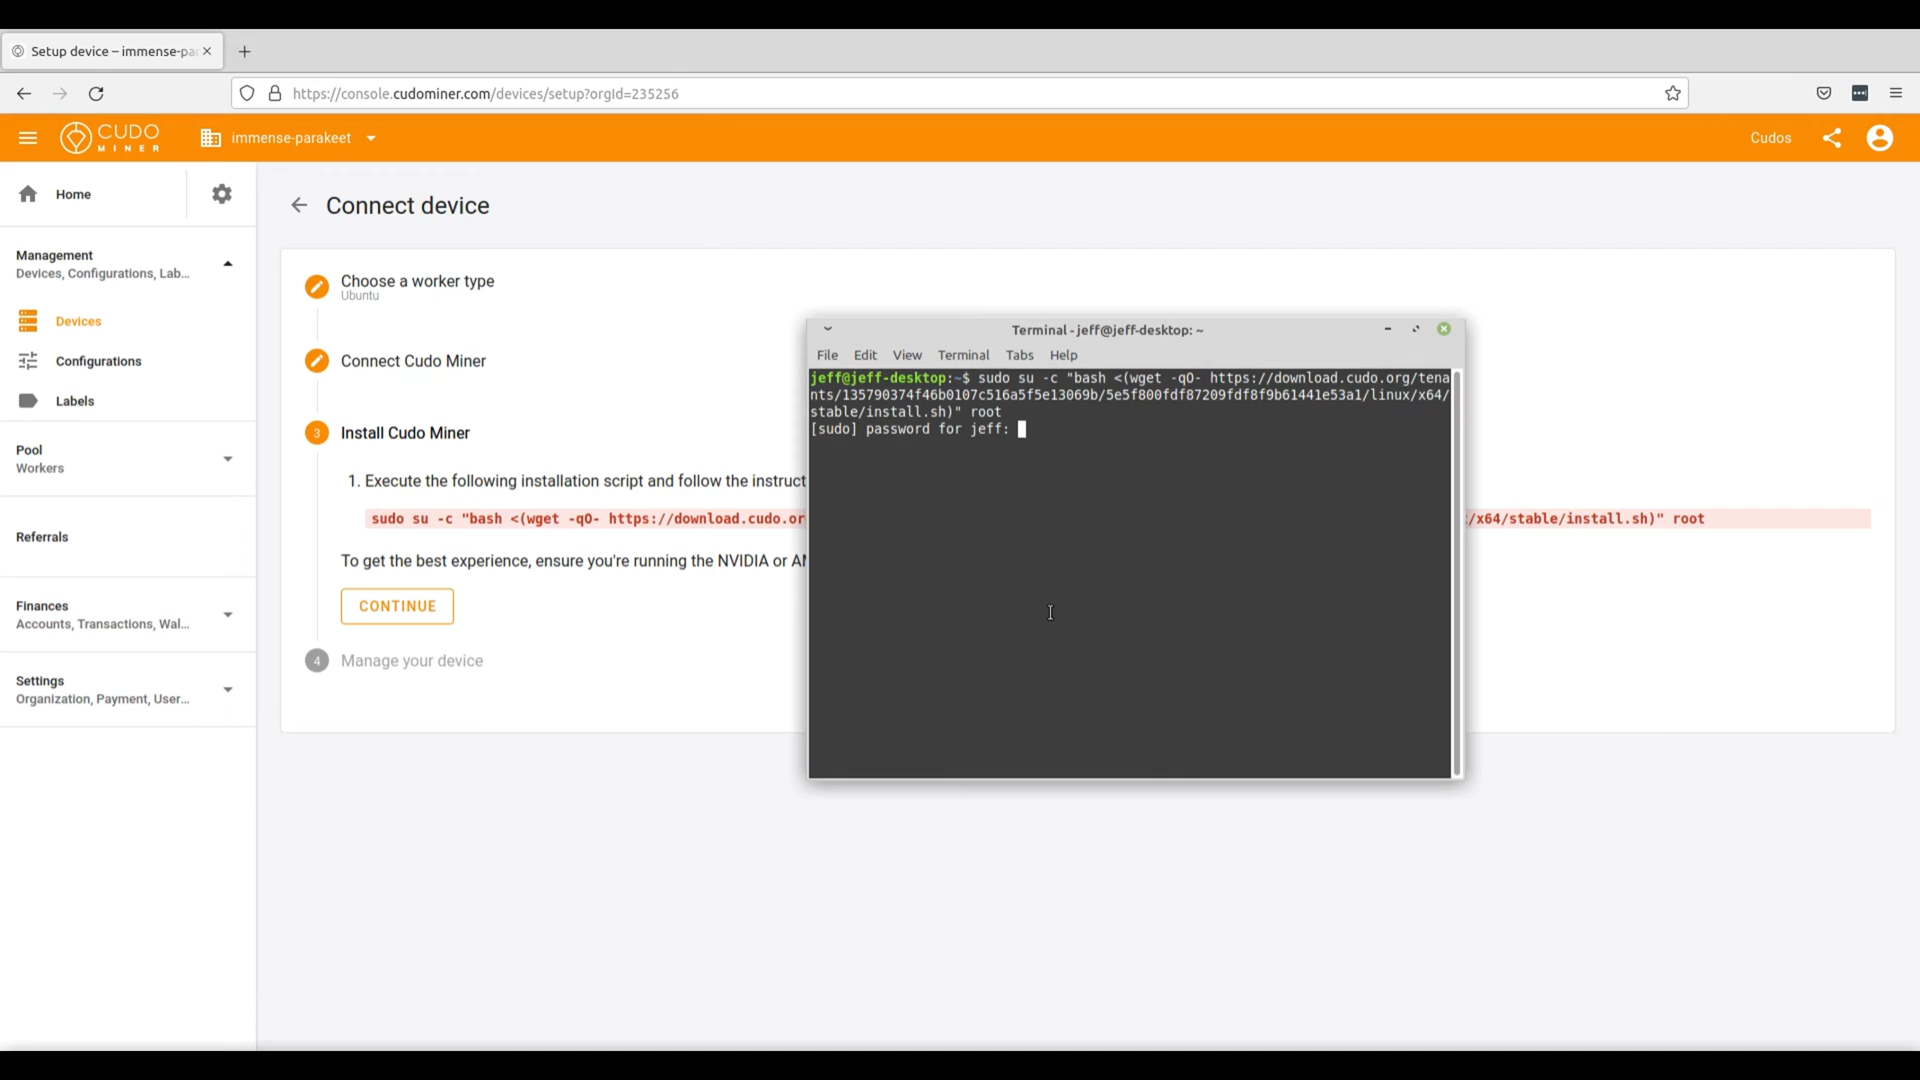 Setup device – immense-pa
https://console.cudominer.com/devices/setup?orgId=235256
CUDO
MINER
immense-parakeet
Cudos
Home
Management
Devices, Configurations, Lab...
Devices
Configurations
Labels
Pool
Workers
Referrals
Finances
Accounts, Transactions, Wal...
Settings
Organization, Payment, User...
Connect device
Choose a worker type
Ubuntu
Connect Cudo Miner
3
Install Cudo Miner
1. Execute the following installation script and follow the instruct
sudo su -c "bash <(wget -qO- https://download.cudo.or
/x64/stable/install.sh)" root
To get the best experience, ensure you're running the NVIDIA or A
CONTINUE
4
Manage your device
Terminal - jeff@jeff-desktop: ~
File Edit View Terminal Tabs Help
jeff@jeff-desktop:~$ sudo su -c "bash <(wget -qO- https://download.cudo.org/tena
nts/135790374f46b0107c516a5f5e13069b/5e5f800fdf87209fdf8f9b61441e53a1/linux/x64/
stable/install.sh)" root
[sudo] password for jeff: